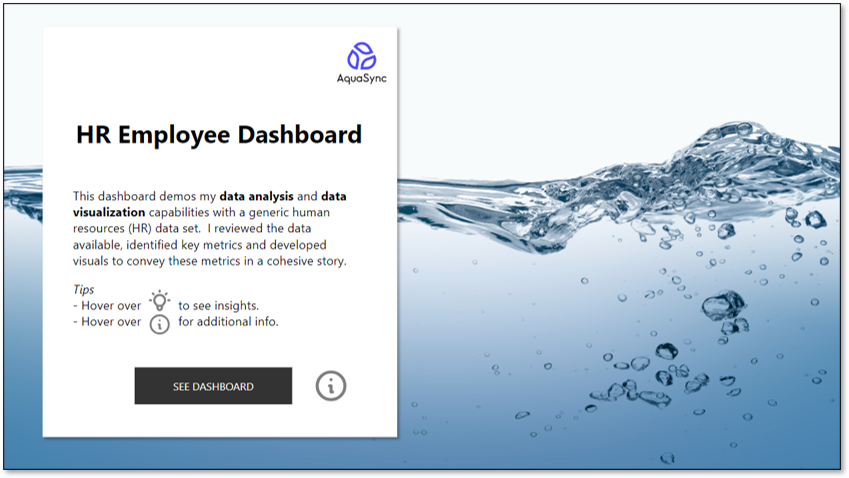 AquaSync
HR Employee Dashboard
This dashboard demos my data analysis and data
visualization capabilities with a generic human
resources (HR) data set.  I reviewed the data
available, identified key metrics and developed
visuals to convey these metrics in a cohesive story.
Tips
- Hover over to see insights.
- Hover over for additional info.
SEE DASHBOARD